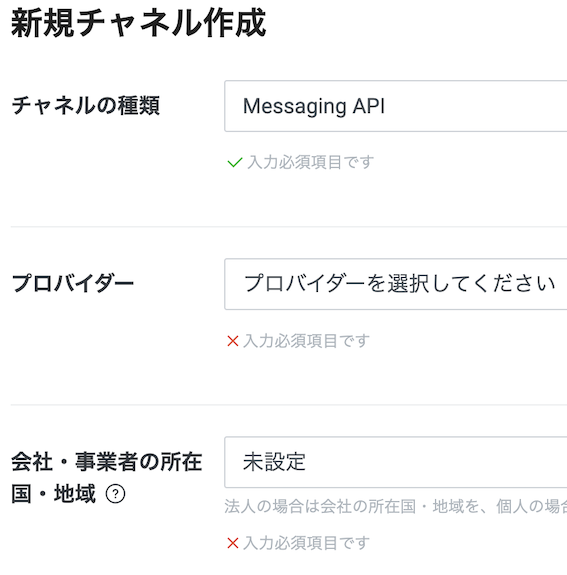 新規チャネル作成
チャネルの種類
Messaging API
入力必須項目です
プロバイダー
プロバイダーを選択してください
入力必須項目です
会社・事業者の所在
国・地域 ?
未設定
法人の場合は会社の所在国・地域を、個人の場合
入力必須項目です